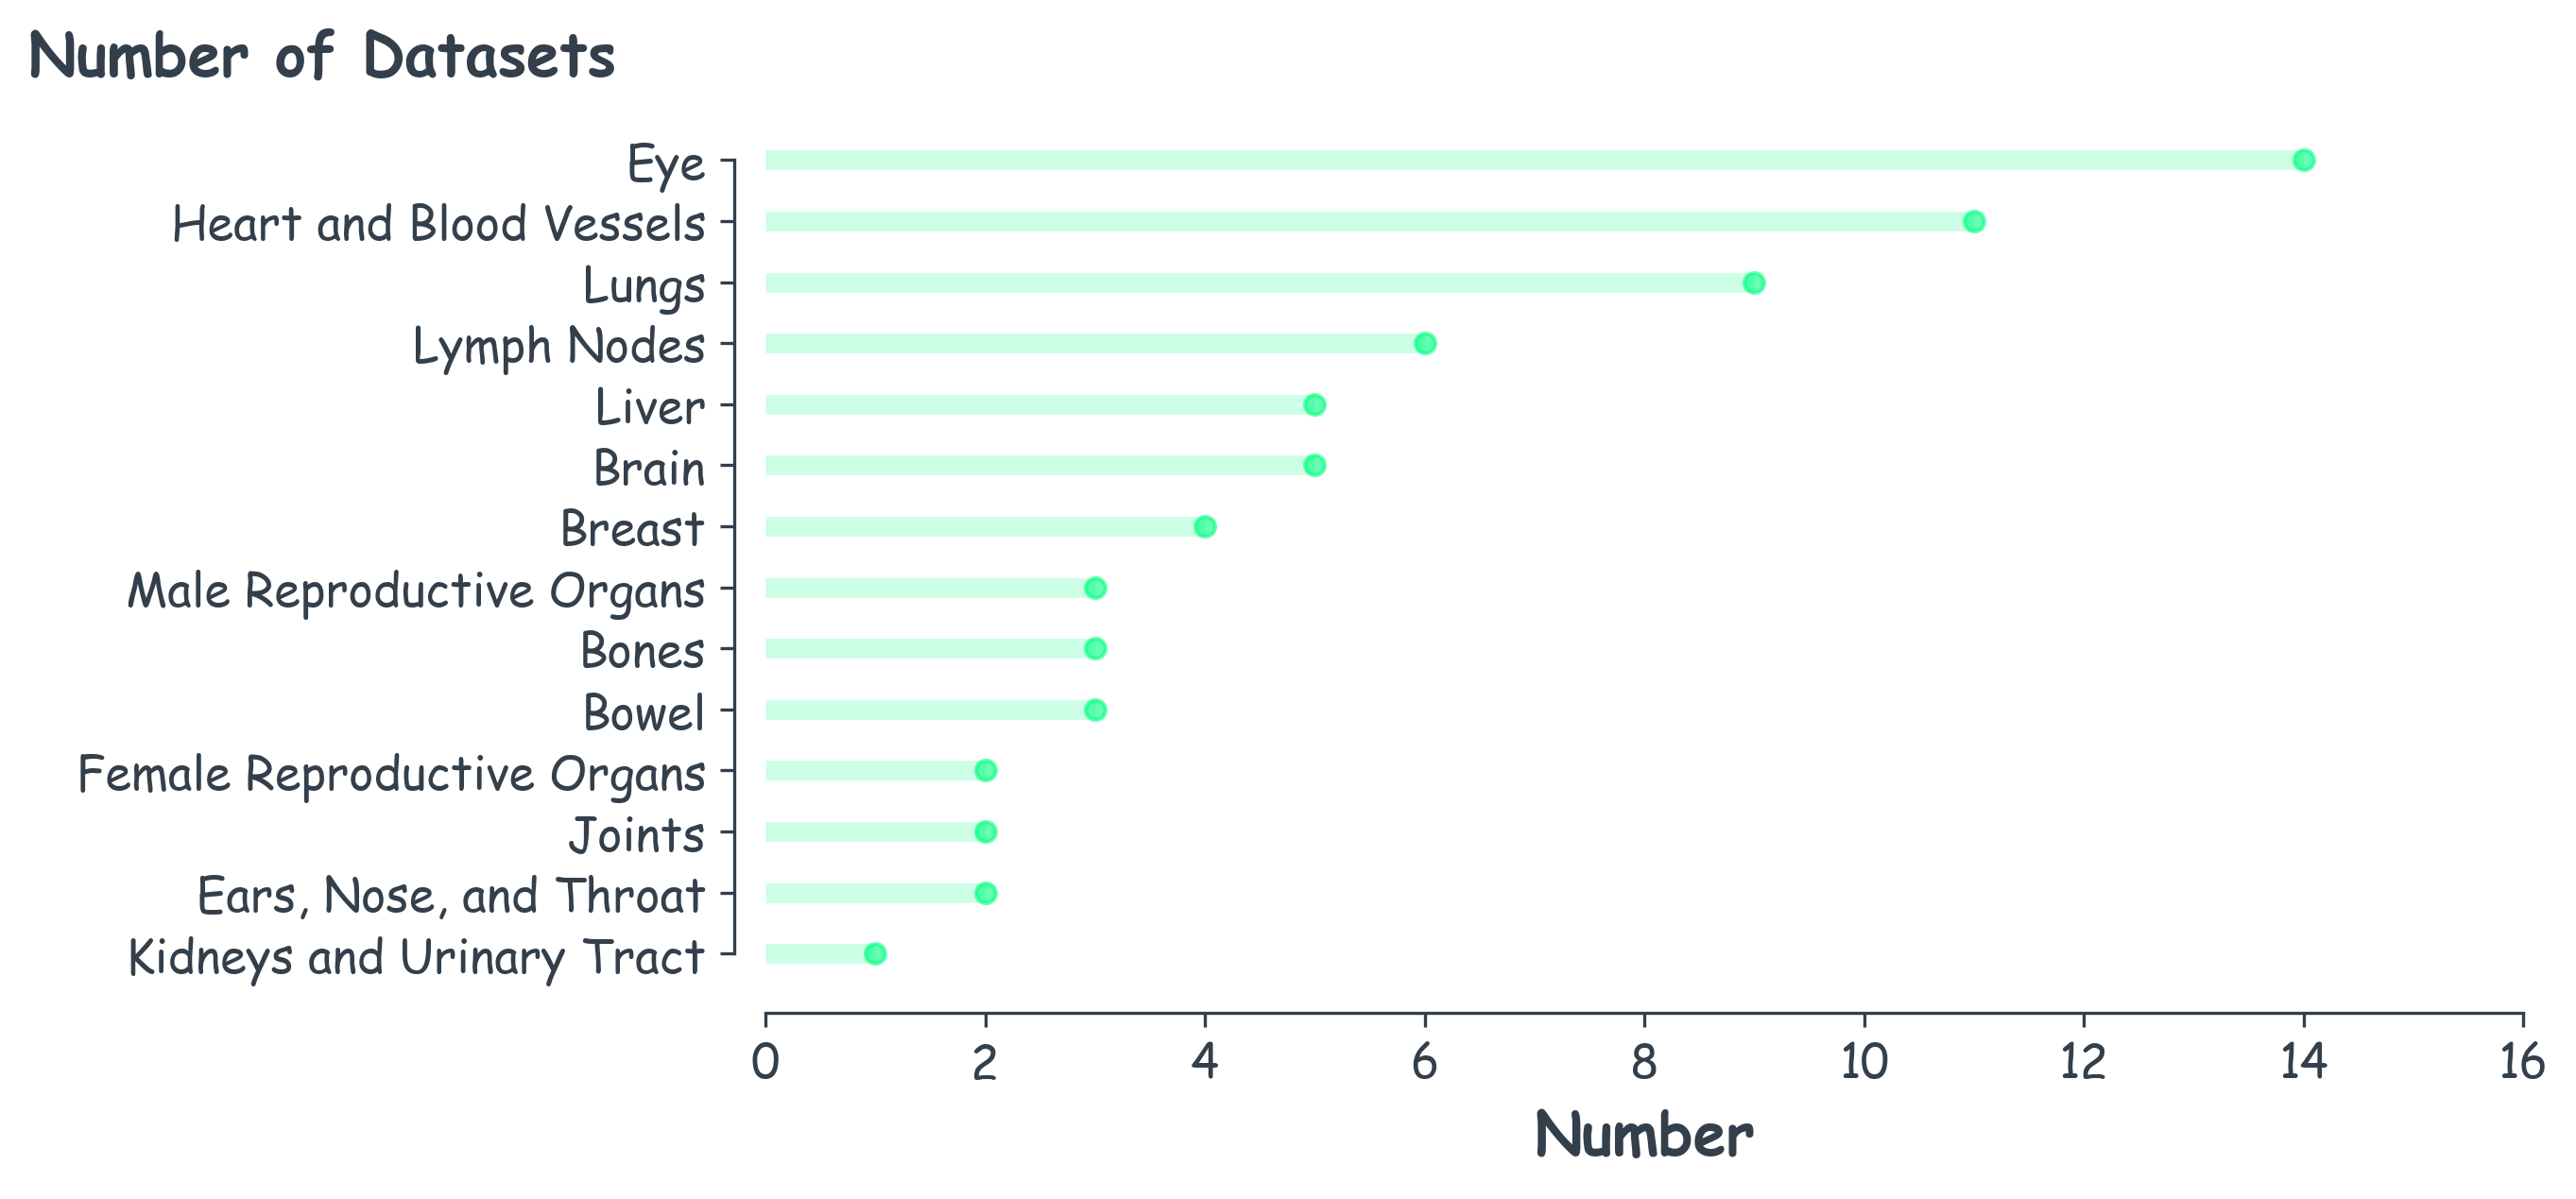 Number of Datasets
Eye
Heart and Blood Vessels
Lungs
Lymph Nodes
Liver
Brain
Breast
Male Reproductive Organs
Bones
Bowel
Female Reproductive Organs
Joints
Ears, Nose, and Throat
Kidneys and Urinary Tract
0 2 4 6 8 10 12 14 16
Number